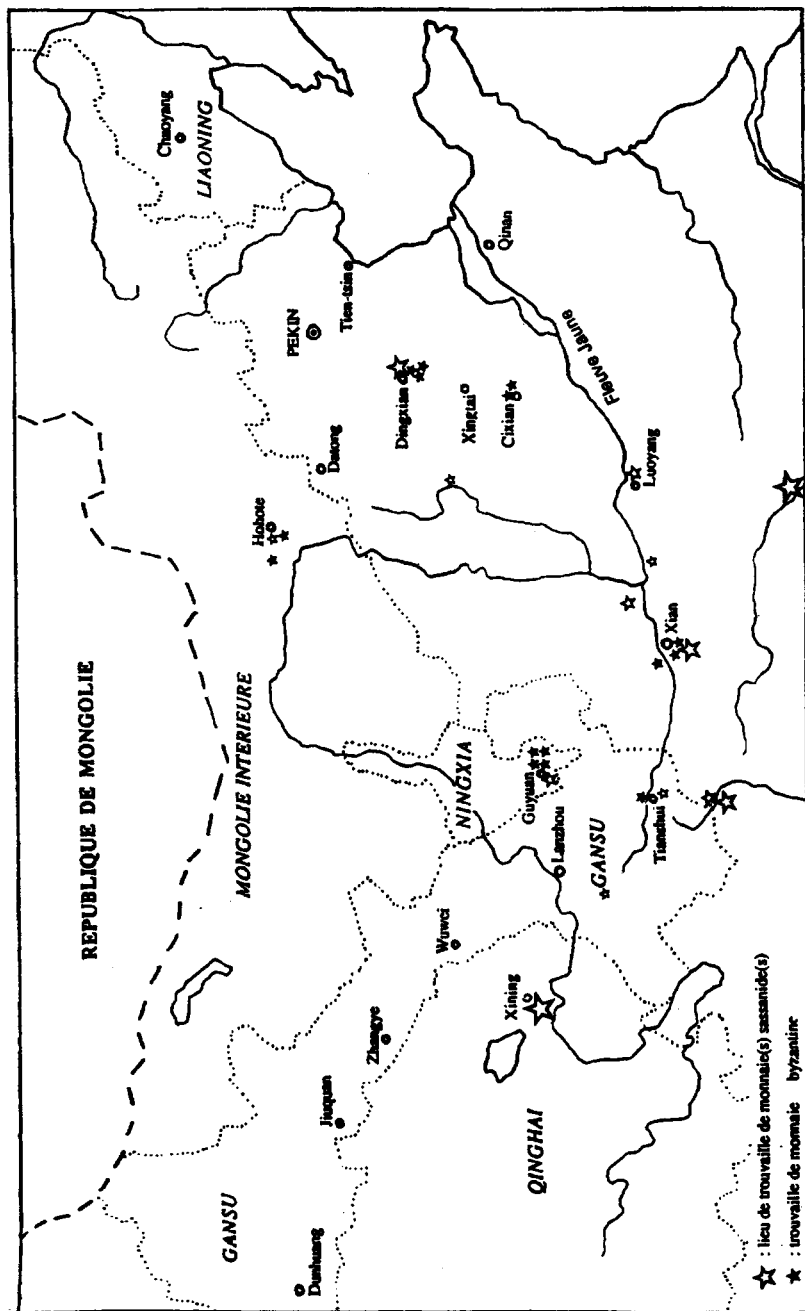 REPUBLIQUE DE MONGOLIE
MONGOLIE INTERIEURE
LIAONING
Chaoyang
PEKIN
Tien-tsin
Datong
Hohote
Dingxian
Xingtai
Cixian
Qinan
Fleuve Jaune
Luoyang
Xian
NINGXIA
Guyuan
Lanzhou
GANSU
Tianshui
Wuwei
Xining
Zhangye
Jiuquan
QINGHAI
GANSU
Dunhuang
: lieu de trouvaille de monnaie(s) sassanide(s)
: trouvaille de monnaie byzantine